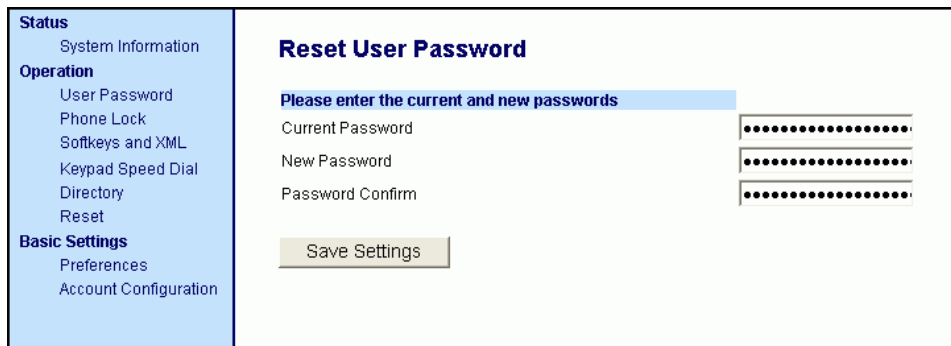 Status
System Information
Operation
User Password
Phone Lock
Softkeys and XML
Keypad Speed Dial
Directory
Reset
Basic Settings
Preferences
Account Configuration
Reset User Password
Please enter the current and new passwords
Current Password
New Password
Password Confirm
Save Settings